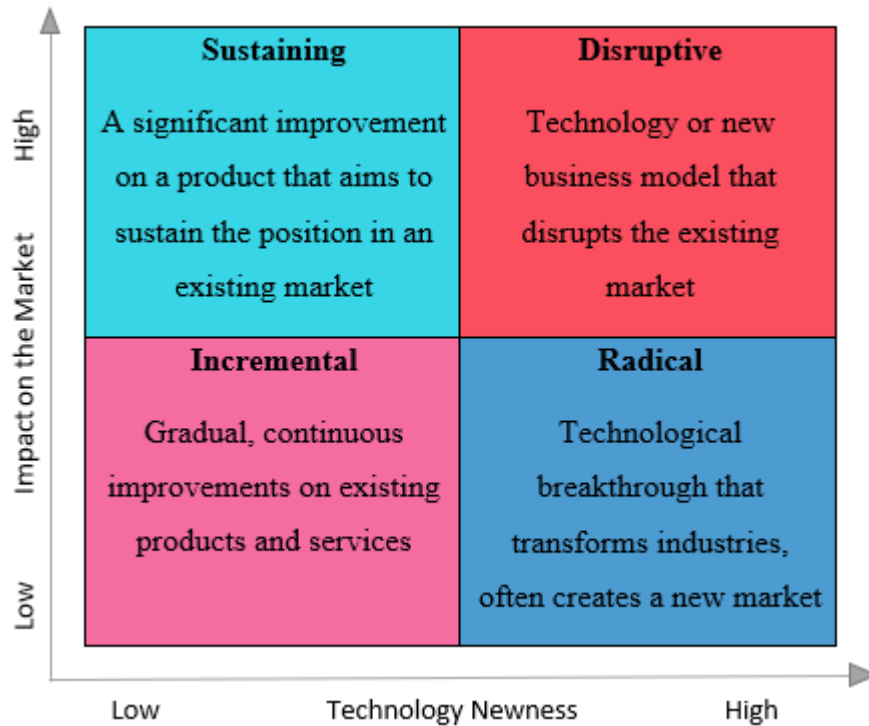 Sustaining
A significant improvement
on a product that aims to
sustain the position in an
existing market
Disruptive
Technology or new
business model that
disrupts the existing
market
Incremental
Gradual, continuous
improvements on existing
products and services
Radical
Technological
breakthrough that
transforms industries,
often creates a new market
High
Impact on the Market
Low
Low
Technology Newness
High